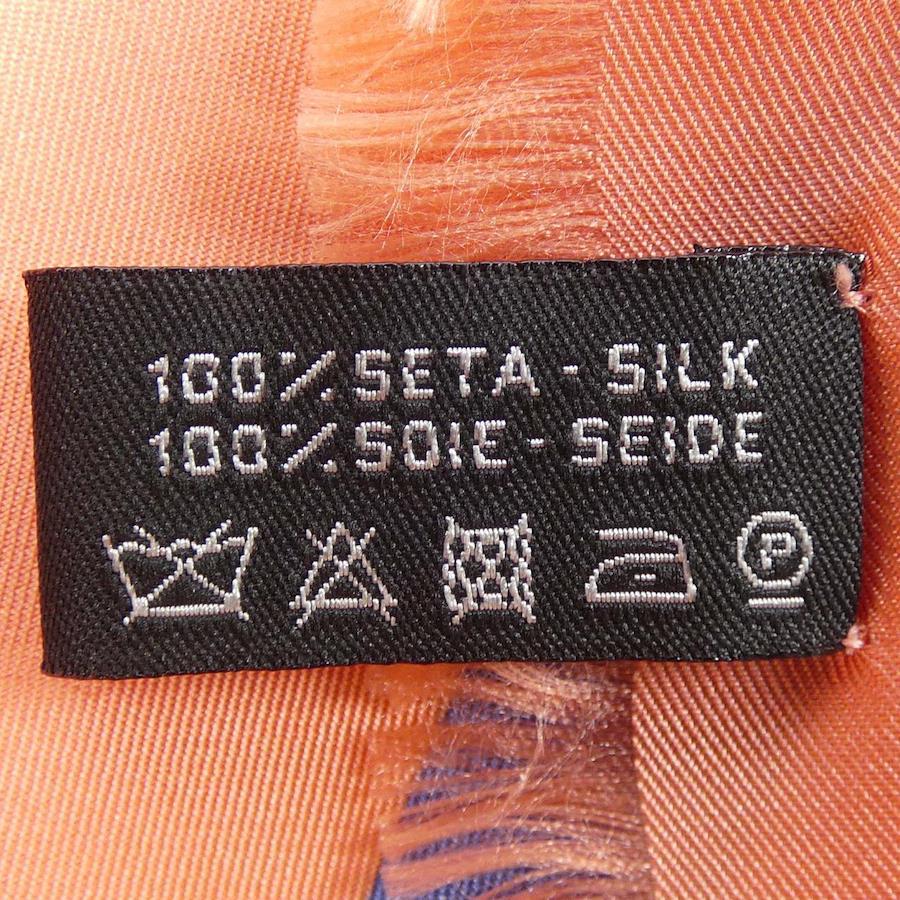 100% SETA - SILK
100% SOIE - SEIDE
P